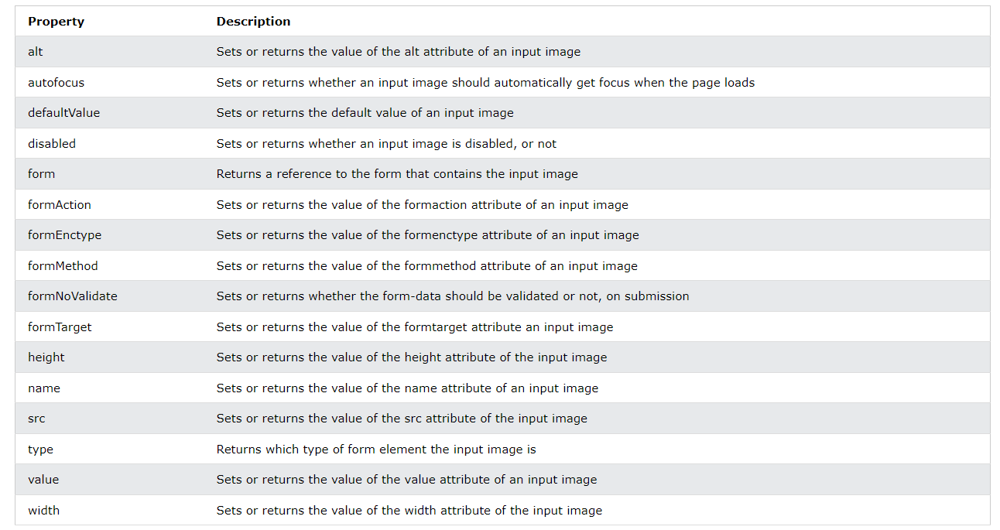 Property Description
alt Sets or returns the value of the alt attribute of an input image
autofocus Sets or returns whether an input image should automatically get focus when the page loads
defaultValue Sets or returns the default value of an input image
disabled Sets or returns whether an input image is disabled, or not
form Returns a reference to the form that contains the input image
formAction Sets or returns the value of the formaction attribute of an input image
formEnctype Sets or returns the value of the formenctype attribute of an input image
formMethod Sets or returns the value of the formmethod attribute of an input image
formNoValidate Sets or returns whether the form-data should be validated or not, on submission
formTarget Sets or returns the value of the formtarget attribute an input image
height Sets or returns the value of the height attribute of the input image
name Sets or returns the value of the name attribute of an input image
src Sets or returns the value of the src attribute of the input image
type Returns which type of form element the input image is
value Sets or returns the value of the value attribute of an input image
width Sets or returns the value of the width attribute of the input image